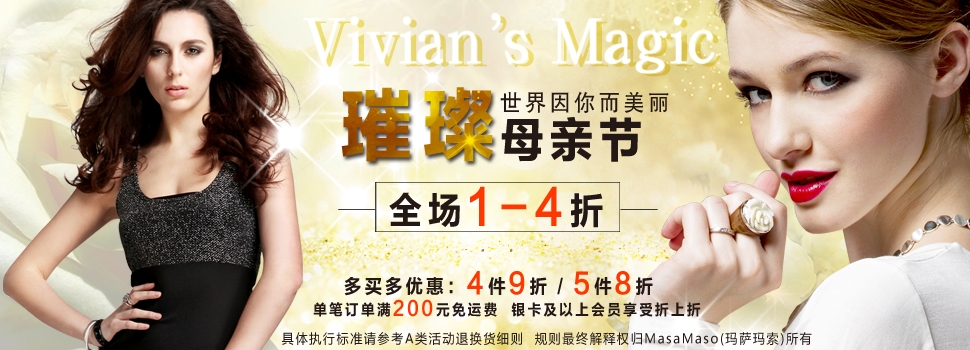 Vivian's Magic
璀璨 世界因你而美丽
母亲节
全场1-4折
多买多优惠：4件9折 / 5件8折
单笔订单满200元免运费 银卡及以上会员享受折上折
具体执行标准请参考A类活动退换货细则 规则最终解释权归MasaMaso(玛萨玛索)所有